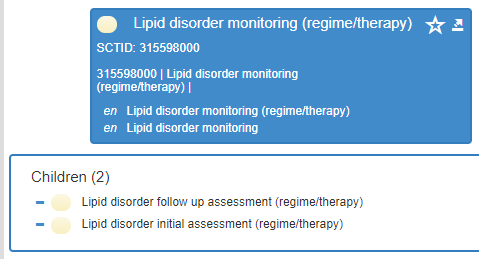 Lipid disorder monitoring (regime/therapy)
SCTID: 315598000
315598000 | Lipid disorder monitoring
(regime/therapy) |
en Lipid disorder monitoring (regime/therapy)
en Lipid disorder monitoring
Children (2)
Lipid disorder follow up assessment (regime/therapy)
Lipid disorder initial assessment (regime/therapy)